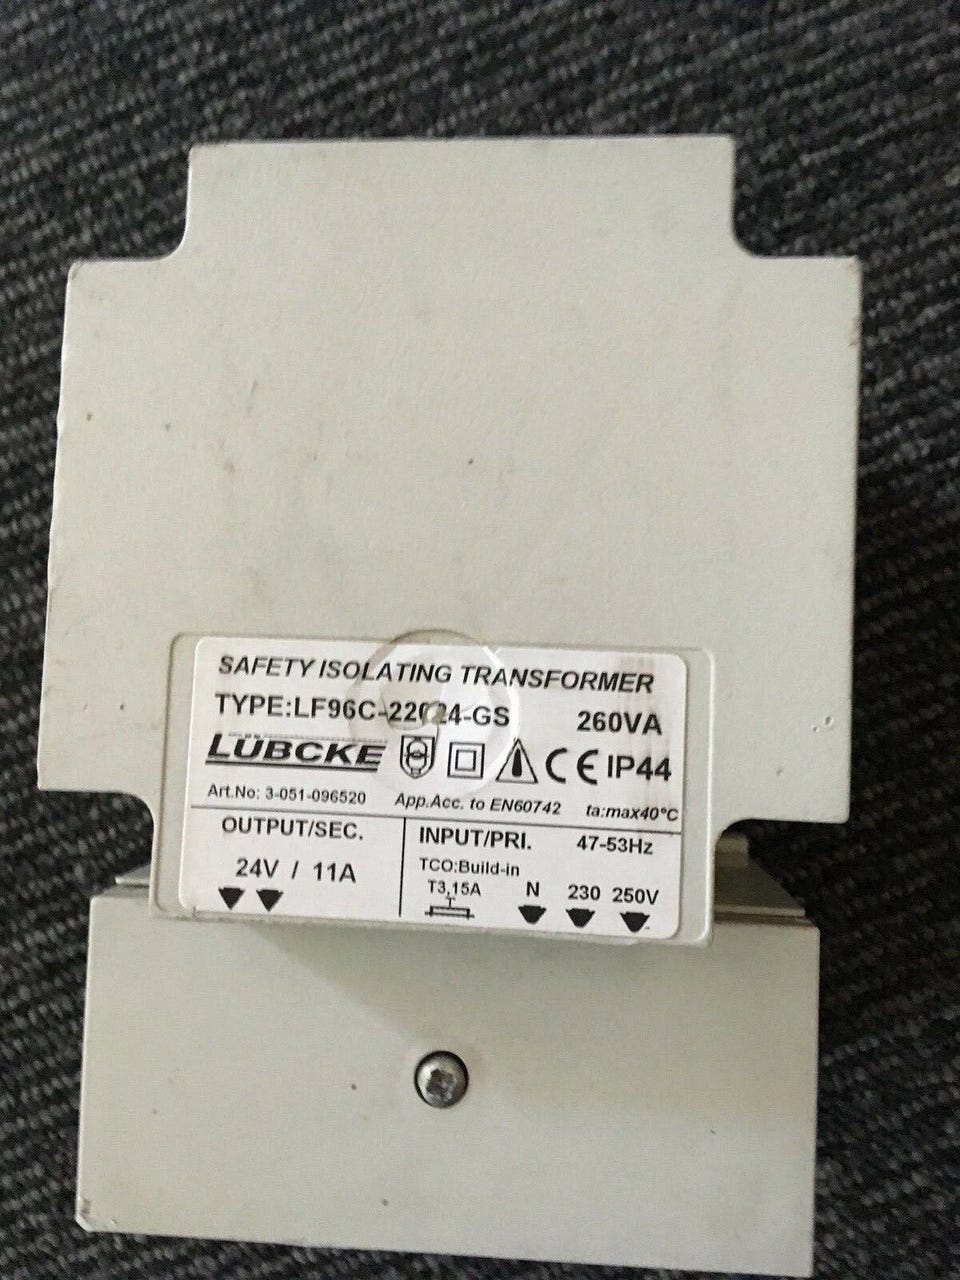 SAFETY ISOLATING TRANSFORMER
TYPE:LF96C-22024-GS 260VA
LÜBCKE CE IP44
Art.No: 3-051-096520 App.Acc. to EN60742 ta:max40°C
OUTPUT/SEC. INPUT/PRI. 47-53Hz
24V / 11A TCO:Build-in
T3,15A N 230 250V
T